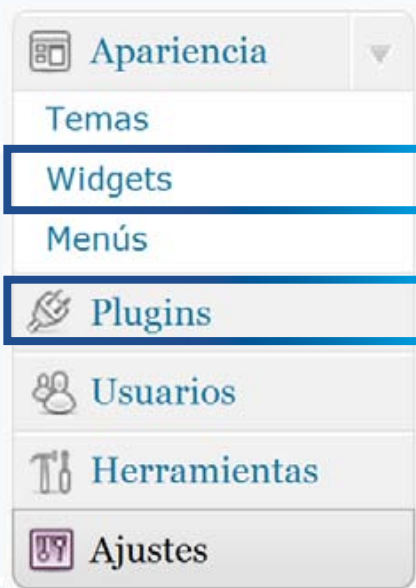 Apariencia
Temas
Widgets
Menús
Plugins
Usuarios
Herramientas
Ajustes